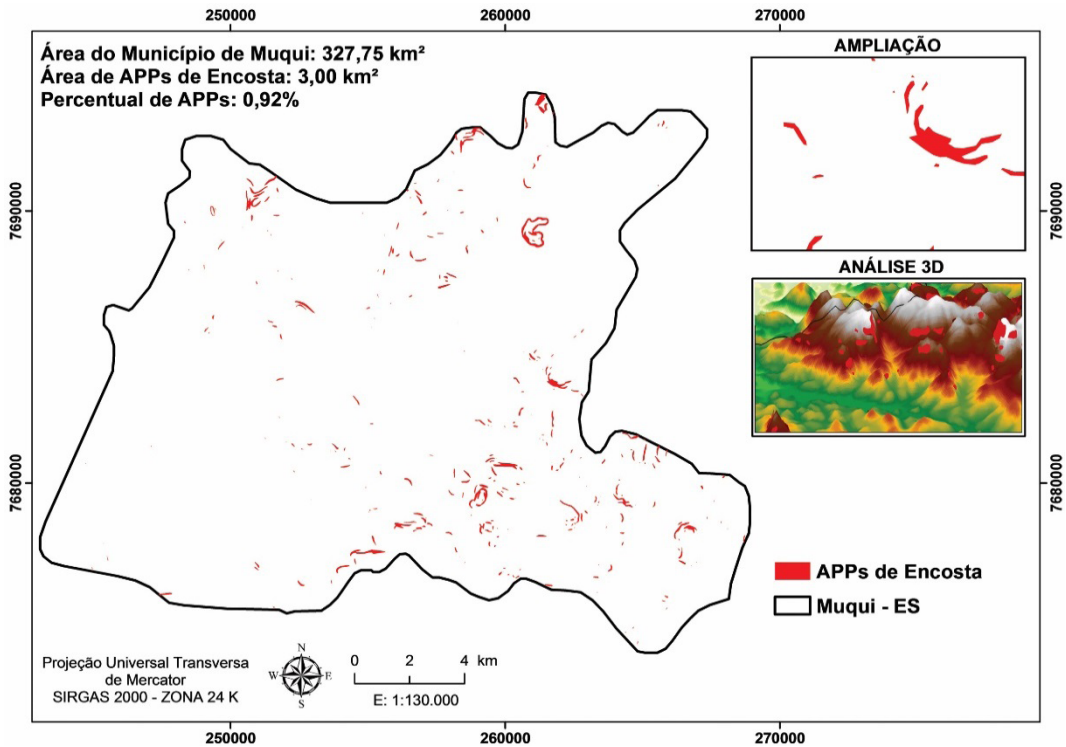 250000
260000
270000
Área do Município de Muqui: 327,75 km²
Área de APPs de Encosta: 3,00 km²
Percentual de APPs: 0,92%
AMPLIAÇÃO
7690000
7690000
ANÁLISE 3D
7680000
7680000
APPs de Encosta
Muqui - ES
Projeção Universal Transversa
de Mercator
SIRGAS 2000 - ZONA 24 K
N
W
E
S
0 2 4 km
E: 1:130.000
250000
260000
270000